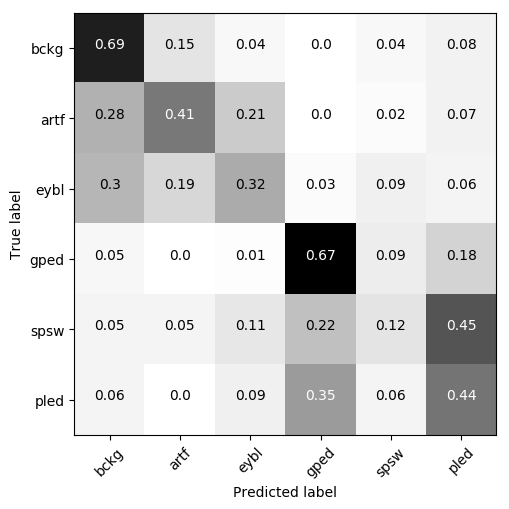 bckg 0.69 0.15 0.04 0.0 0.04 0.08
artf 0.28 0.41 0.21 0.0 0.02 0.07
eybl 0.3 0.19 0.32 0.03 0.09 0.06
gped 0.05 0.0 0.01 0.67 0.09 0.18
spsw 0.05 0.05 0.11 0.22 0.12 0.45
pled 0.06 0.0 0.09 0.35 0.06 0.44
True label
bckg artf eybl gped spsw pled
Predicted label